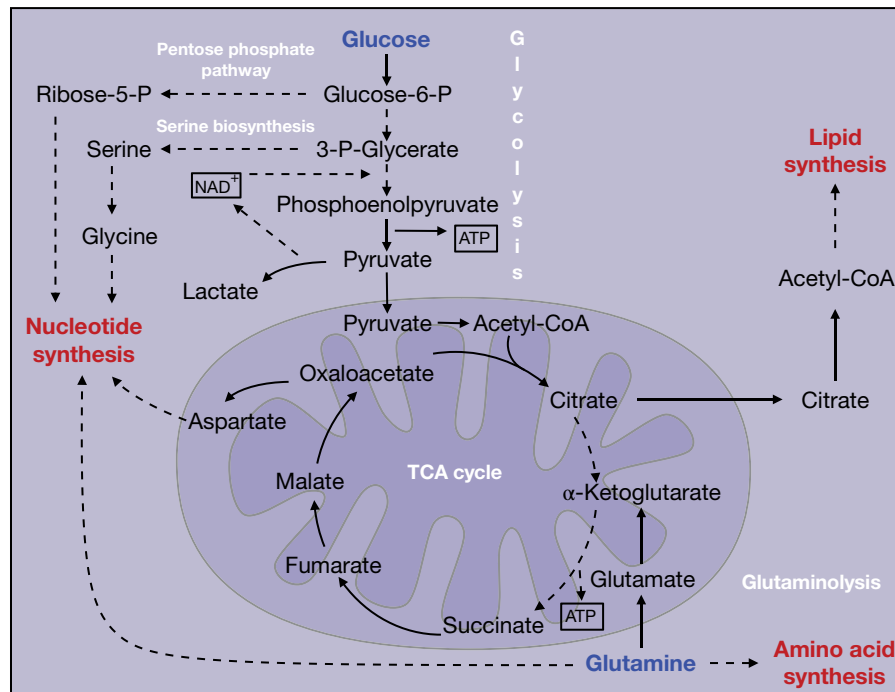 Glucose
Glycolysis
Pentose phosphate
pathway
Ribose-5-P
Glucose-6-P
Serine biosynthesis
Serine
3-P-Glycerate
NAD+
Phosphoenolpyruvate
ATP
Glycine
Pyruvate
Lactate
Lipid
synthesis
Acetyl-CoA
Nucleotide
synthesis
Pyruvate
Acetyl-CoA
Oxaloacetate
Citrate
Citrate
Aspartate
TCA cycle
Malate
α-Ketoglutarate
Fumarate
Glutamate
Glutaminolysis
Succinate
ATP
Glutamine
Amino acid
synthesis